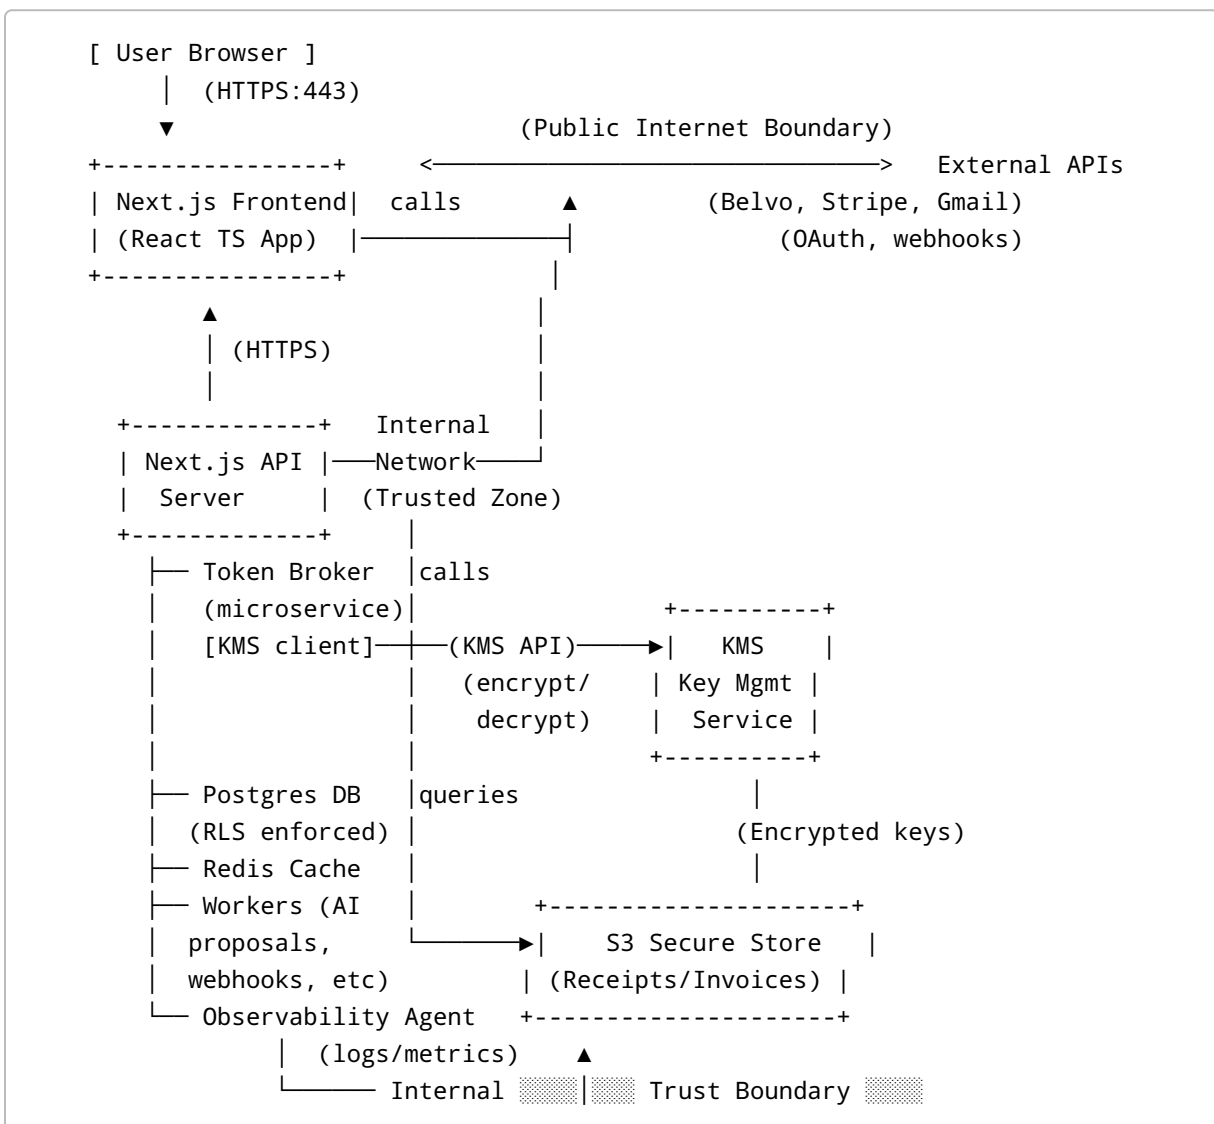 [ User Browser ]
│ (HTTPS:443)
▼ (Public Internet Boundary)
+----------------+ <───────────────────────────────> External APIs
| Next.js Frontend| calls ▲ (Belvo, Stripe, Gmail)
| (React TS App) |──────────────┤ (OAuth, webhooks)
+----------------+ │
▲ │
│ (HTTPS) │
│ │
+-------------+ Internal │
| Next.js API |───Network────┘
| Server | (Trusted Zone)
+-------------+ │
├── Token Broker │calls
│ (microservice)│ +----------+
│ [KMS client]──┼──(KMS API)─────►| KMS |
│ │ (encrypt/ | Key Mgmt |
│ │ decrypt) | Service |
│ │ +----------+
├── Postgres DB │queries │
│ (RLS enforced) │ (Encrypted keys)
├── Redis Cache │ │
├── Workers (AI │ +---------------------+
│ proposals, └───────►| S3 Secure Store |
│ webhooks, etc) | (Receipts/Invoices) |
└── Observability Agent +---------------------+
│ (logs/metrics) ▲
└────── Internal ░░░░│░░░ Trust Boundary ░░░░